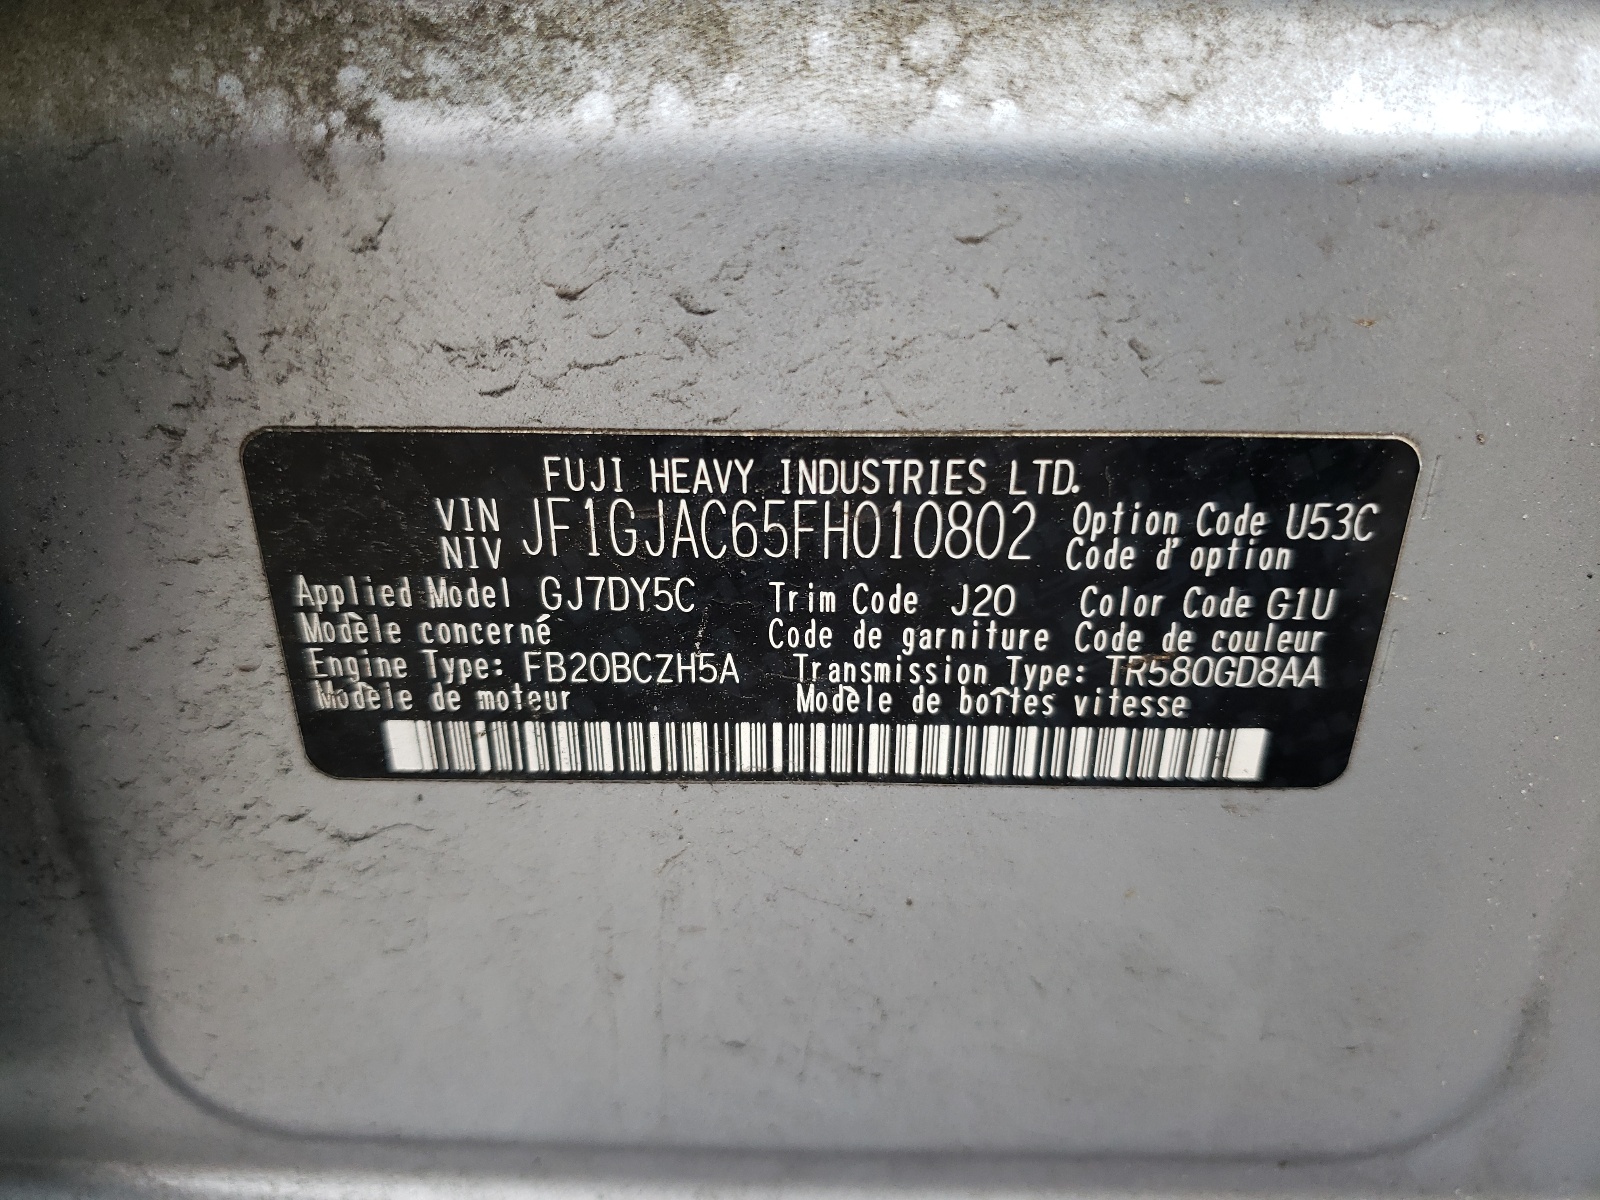 FUJI HEAVY INDUSTRIES LTD.
VIN JF1GJAC65FH010802 Option Code U53C
NIV Code d'option
Applied Model GJ7DY5C Trim Code J20 Color Code G1U
Modèle concerné Code de garniture Code de couleur
Engine Type: FB20BCZH5A Transmission Type: TR580GD8AA
Modèle de moteur Modèle de boîtes vitesse